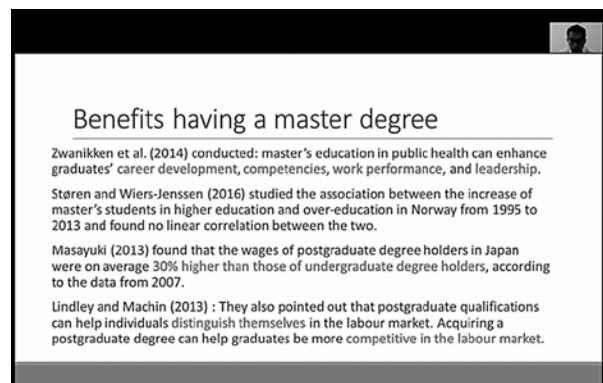 Benefits having a master degree
Zwanikken et al. (2014) conducted: master's education in public health can enhance
graduates' career development, competencies, work performance, and leadership.
Støren and Wiers-Jenssen (2016) studied the association between the increase of
master's students in higher education and over-education in Norway from 1995 to
2013 and found no linear correlation between the two.
Masayuki (2013) found that the wages of postgraduate degree holders in Japan
were on average 30% higher than those of undergraduate degree holders, according
to the data from 2007.
Lindley and Machin (2013) : They also pointed out that postgraduate qualifications
can help individuals distinguish themselves in the labour market. Acquiring a
postgraduate degree can help graduates be more competitive in the labour market.